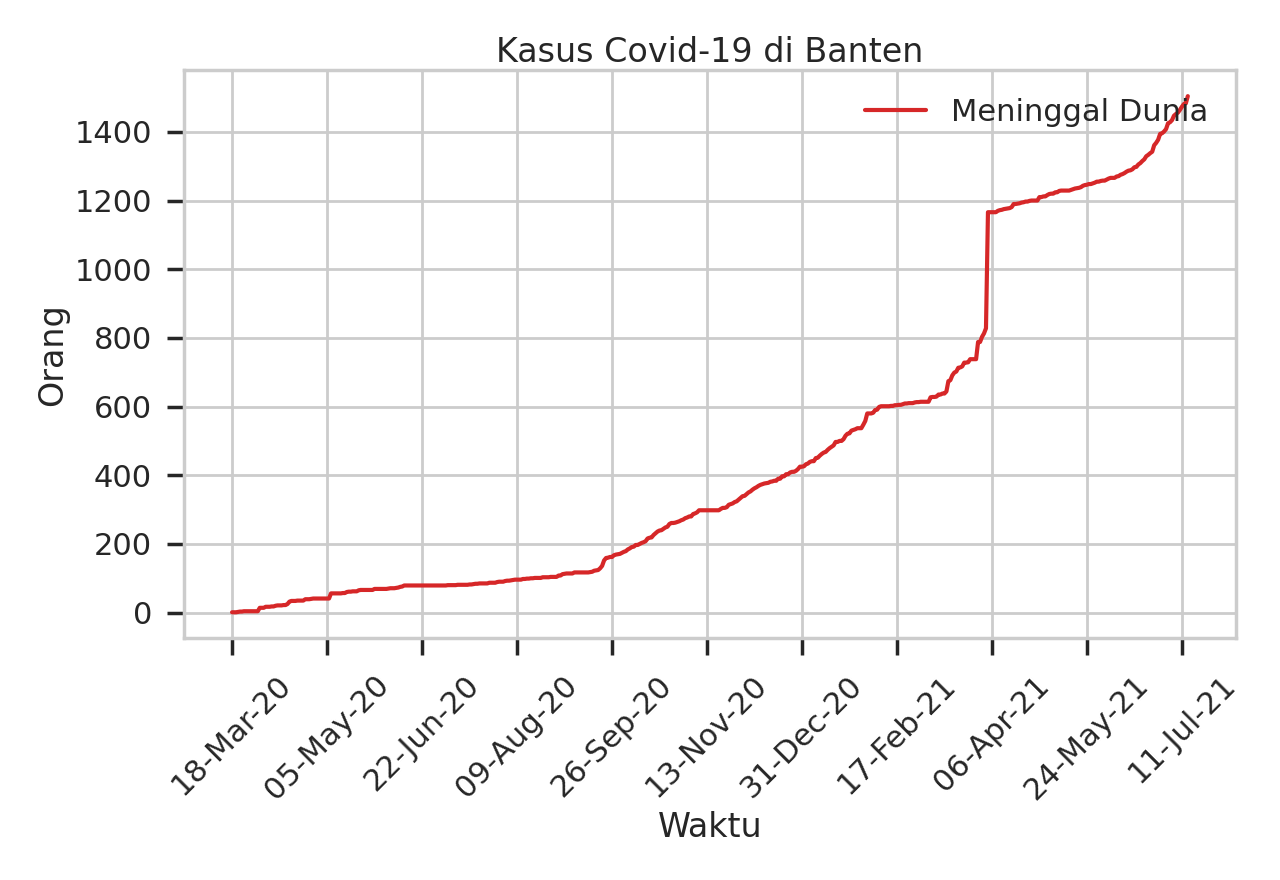 Kasus Covid-19 di Banten
Meninggal Dunia
1400
1200
1000
800
600
400
200
0
Orang
18-Mar-20
05-May-20
22-Jun-20
09-Aug-20
26-Sep-20
13-Nov-20
31-Dec-20
17-Feb-21
06-Apr-21
24-May-21
11-Jul-21
Waktu